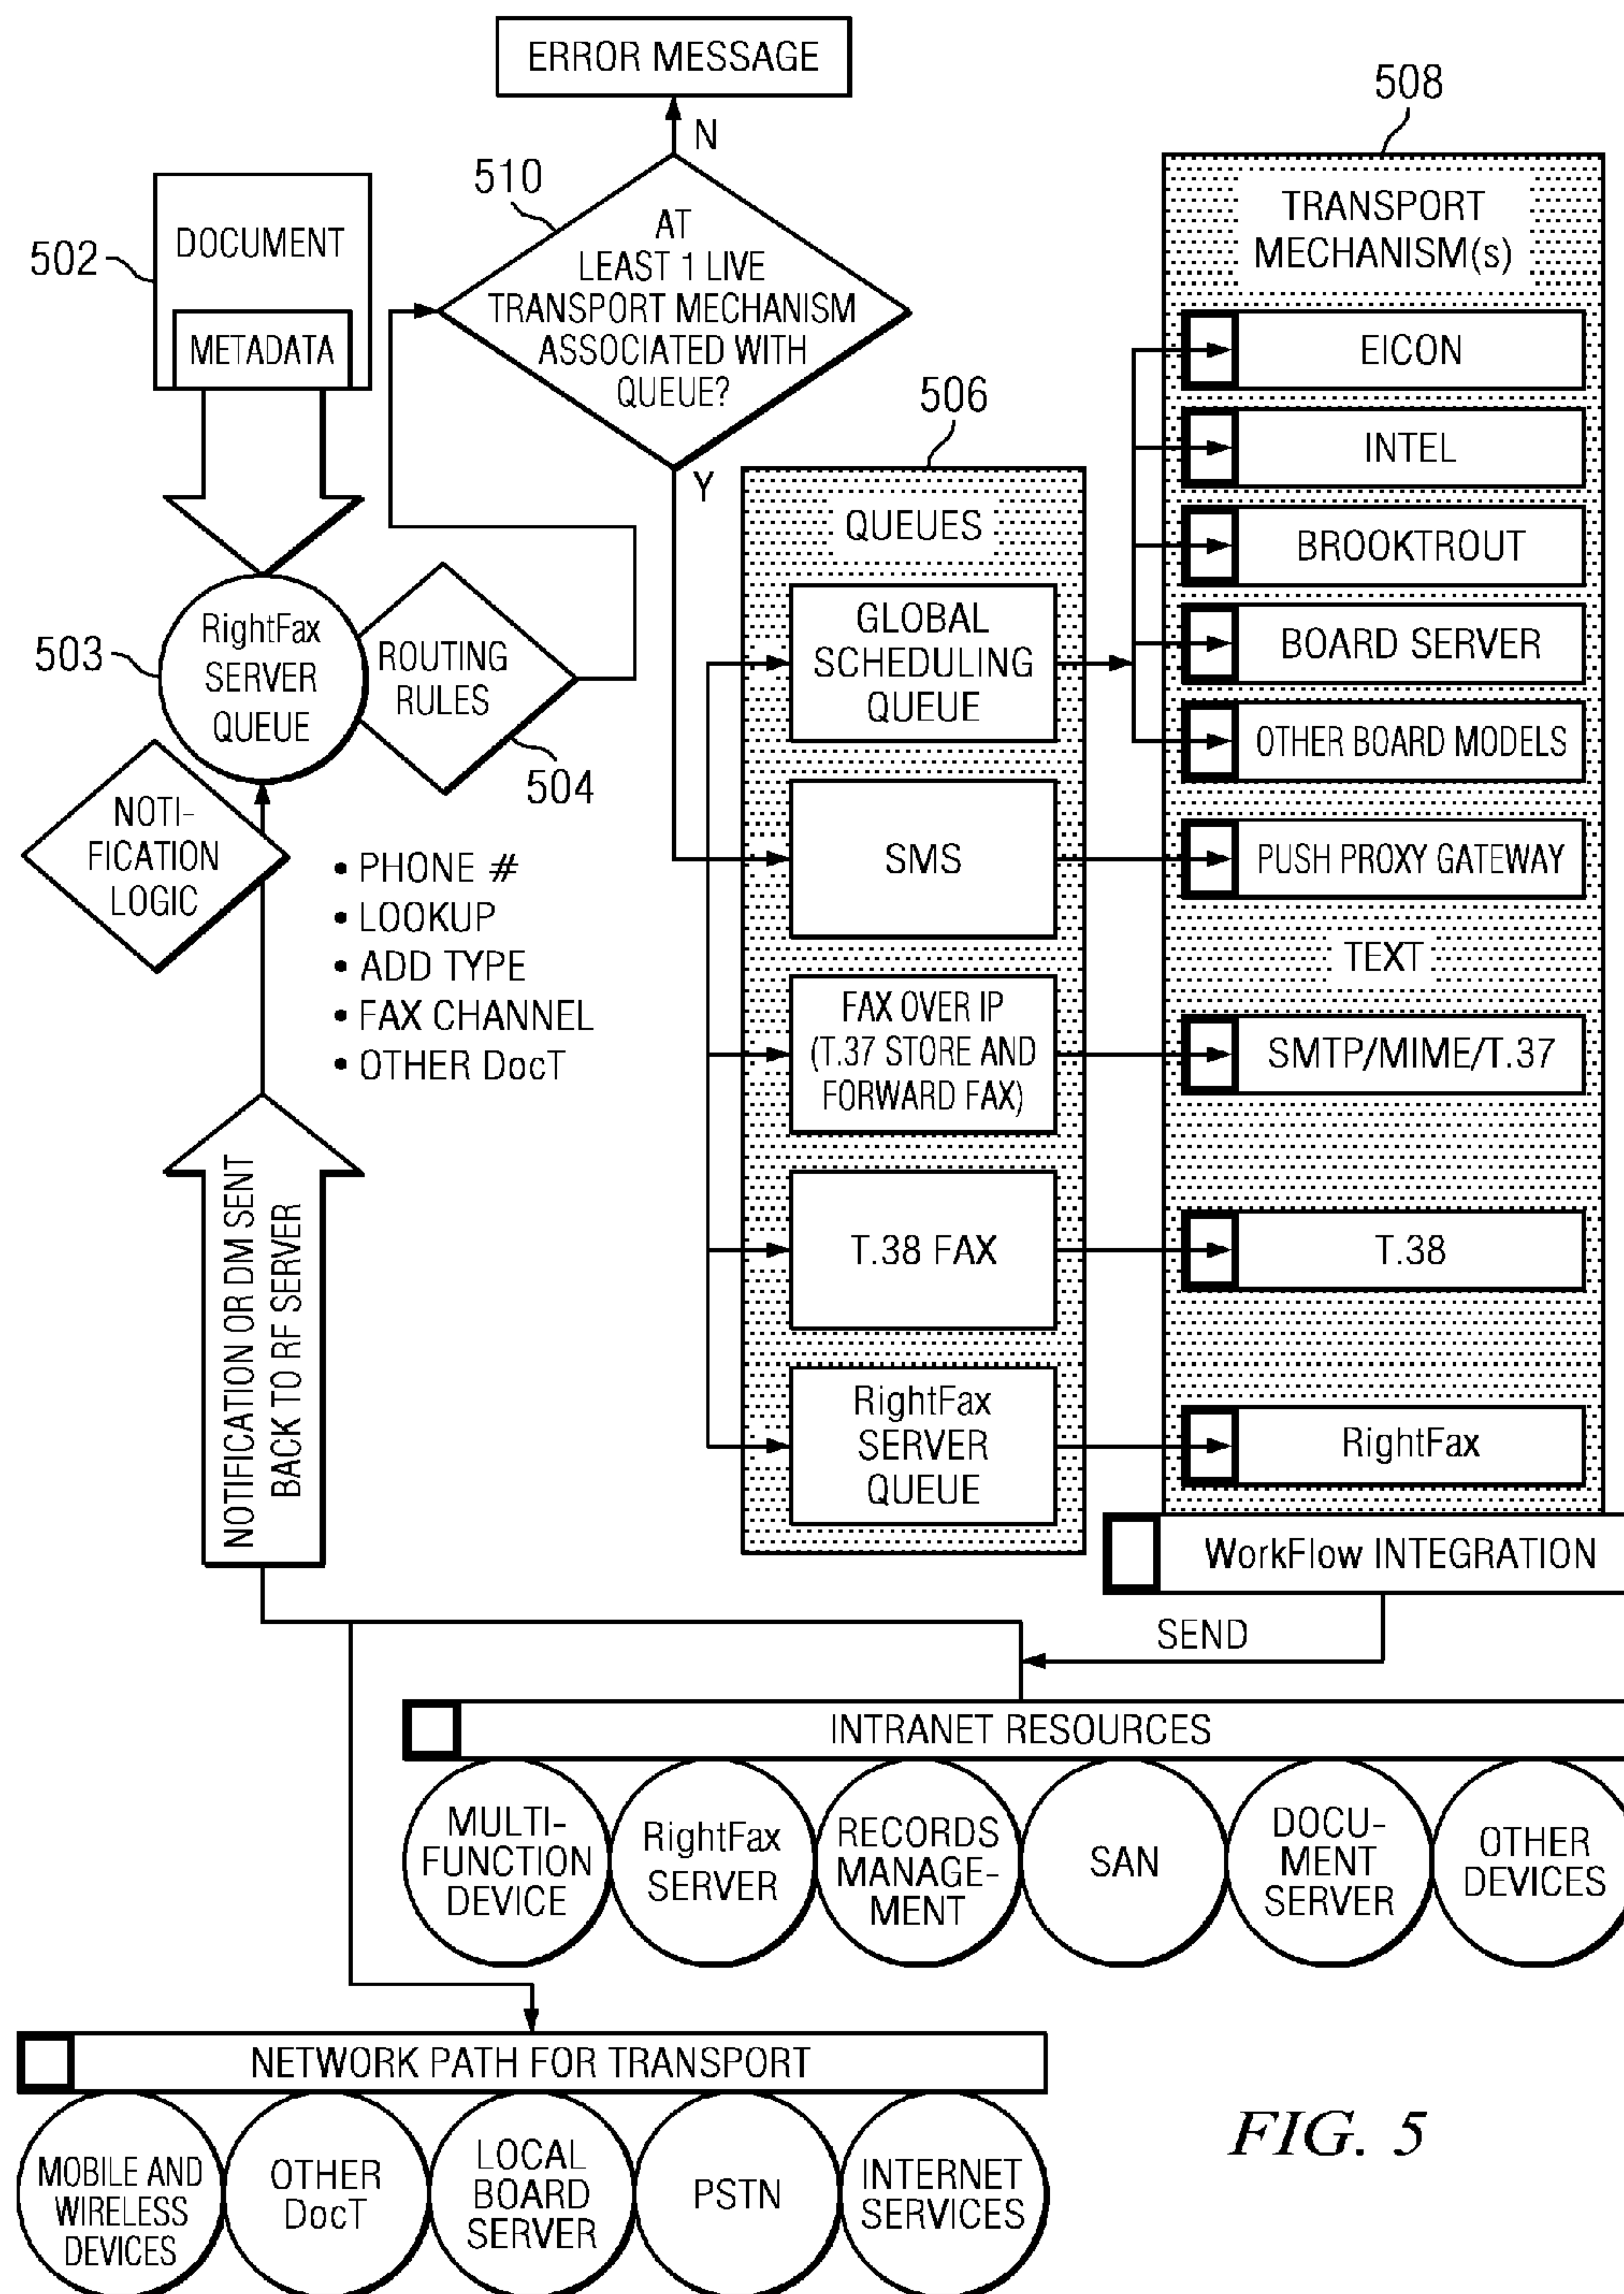 ERROR MESSAGE
N
510
AT
LEAST 1 LIVE
TRANSPORT MECHANISM
ASSOCIATED WITH
QUEUE?
Y
502
DOCUMENT
METADATA
503
RightFax
SERVER
QUEUE
ROUTING
RULES
504
NOTI-
FICATION
LOGIC
• PHONE #
• LOOKUP
• ADD TYPE
• FAX CHANNEL
• OTHER DocT
NOTIFICATION OR DM SENT
BACK TO RF SERVER
506
QUEUES
GLOBAL
SCHEDULING
QUEUE
SMS
FAX OVER IP
(T.37 STORE AND
FORWARD FAX)
T.38 FAX
RightFax
SERVER
QUEUE
508
TRANSPORT
MECHANISM(s)
EICON
INTEL
BROOKTROUT
BOARD SERVER
OTHER BOARD MODELS
PUSH PROXY GATEWAY
TEXT
SMTP/MIME/T.37
T.38
RightFax
WorkFlow INTEGRATION
SEND
INTRANET RESOURCES
MULTI-
FUNCTION
DEVICE
RightFax
SERVER
RECORDS
MANAGE-
MENT
SAN
DOCU-
MENT
SERVER
OTHER
DEVICES
NETWORK PATH FOR TRANSPORT
MOBILE AND
WIRELESS
DEVICES
OTHER
DocT
LOCAL
BOARD
SERVER
PSTN
INTERNET
SERVICES
FIG. 5